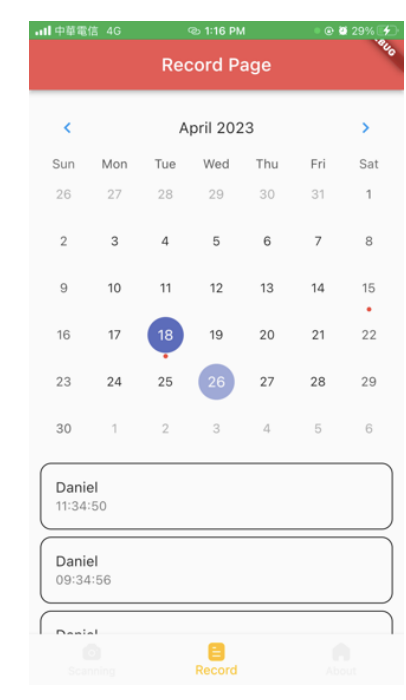 中華電信 4G 1:16 PM 29%
Record Page
April 2023
Sun Mon Tue Wed Thu Fri Sat
26 27 28 29 30 31 1
2 3 4 5 6 7 8
9 10 11 12 13 14 15
16 17 18 19 20 21 22
23 24 25 26 27 28 29
30 1 2 3 4 5 6
Daniel
11:34:50
Daniel
09:34:56
Daniel
Scanning Record About